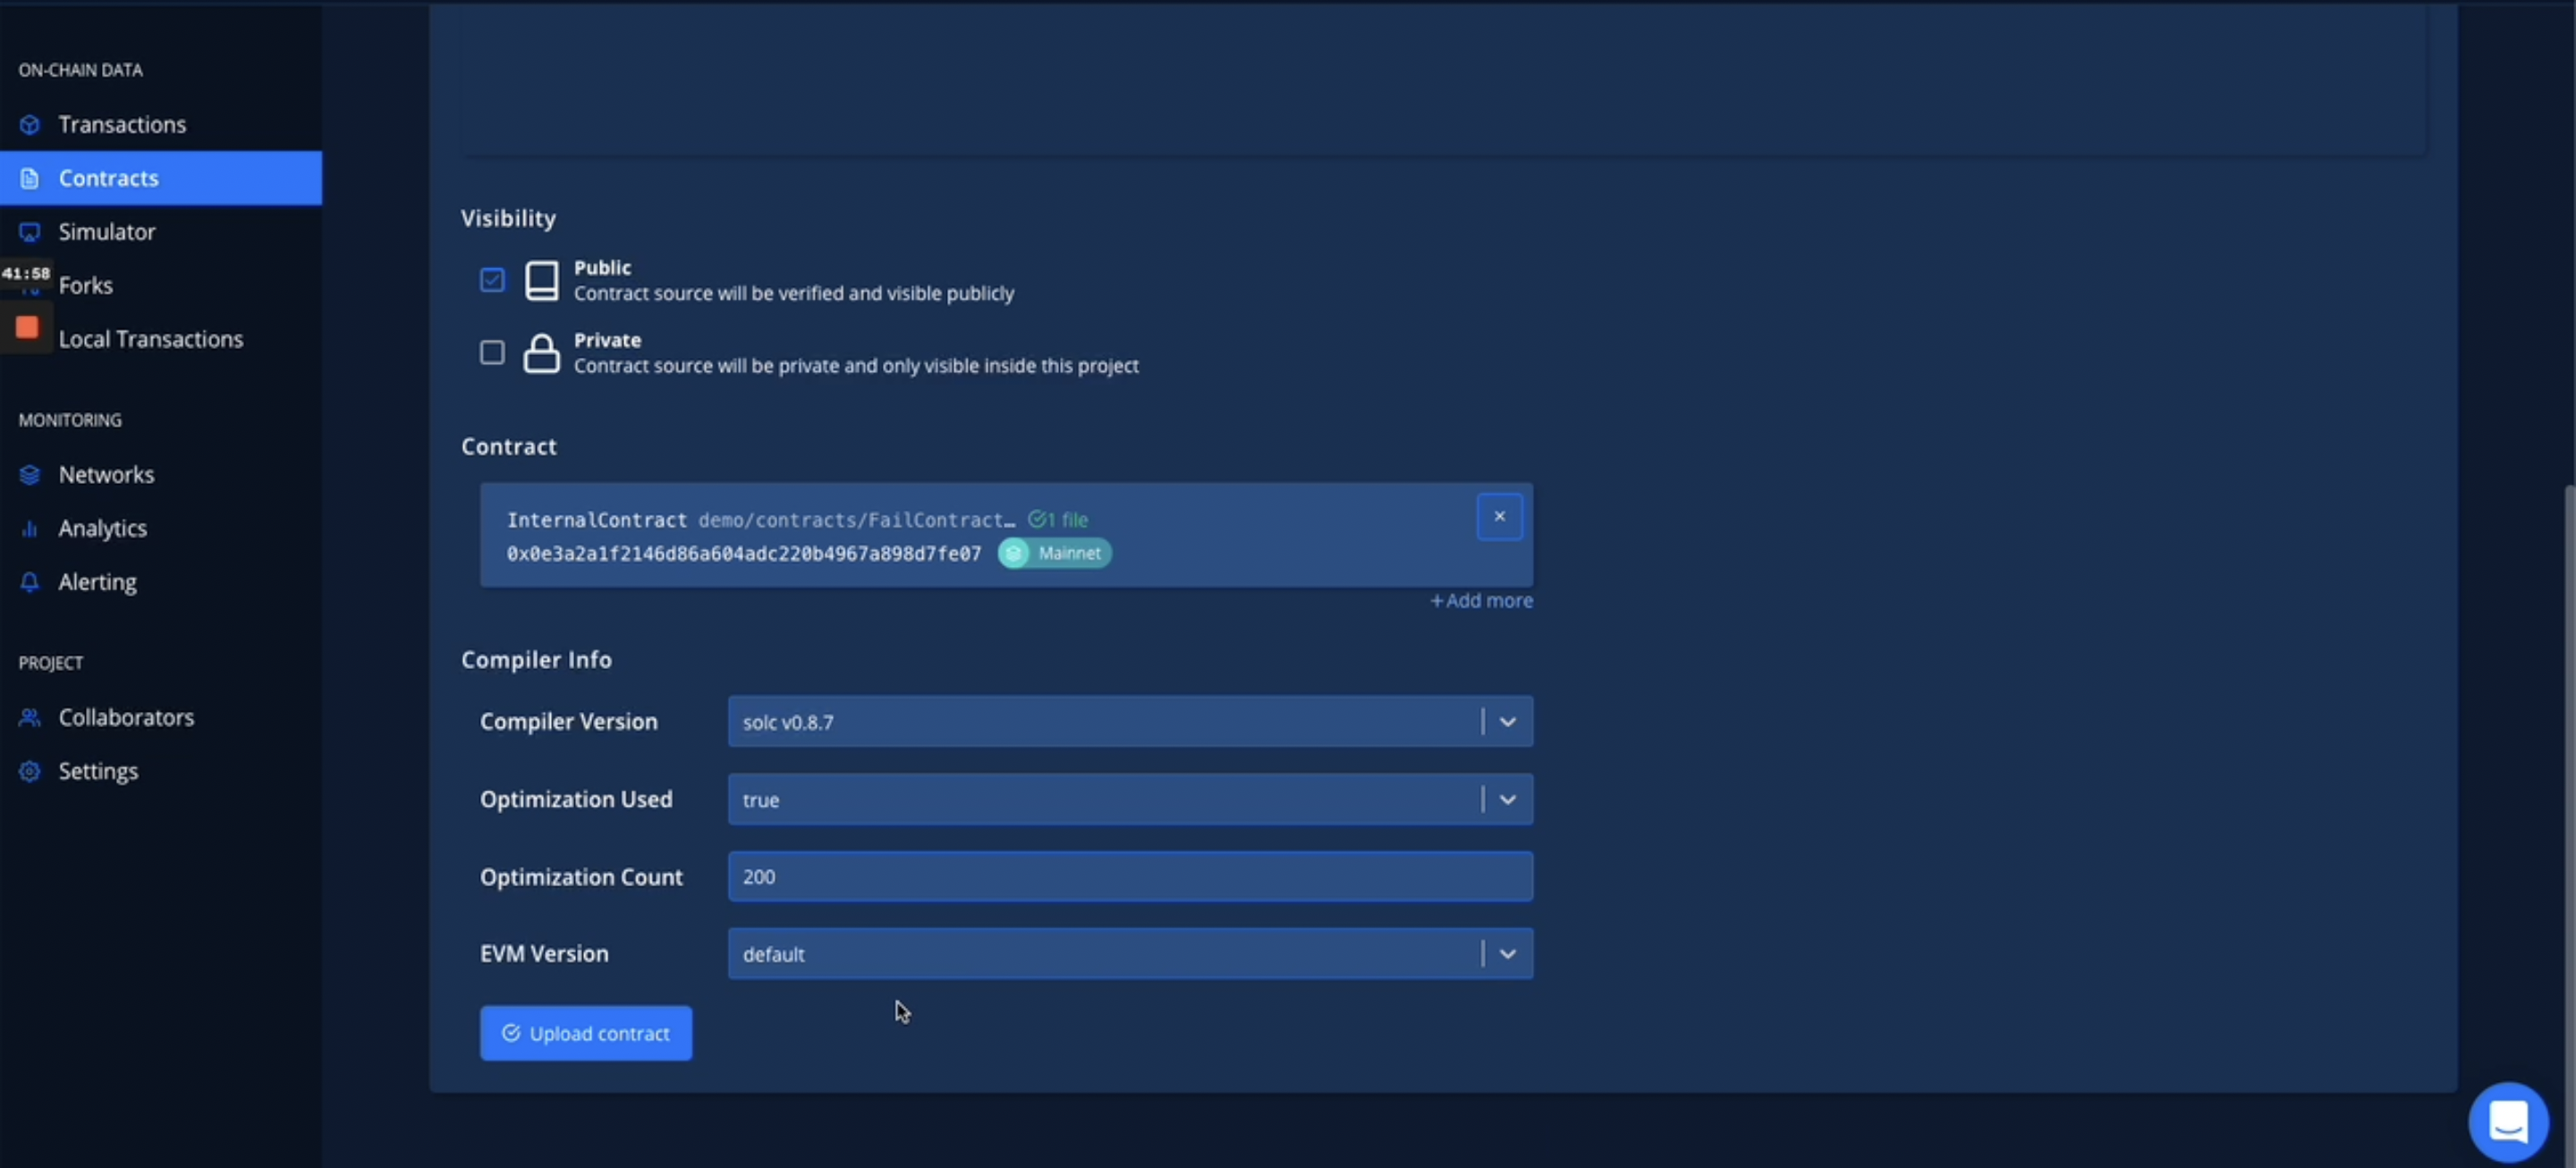 ON-CHAIN DATA
Transactions
Contracts
Simulator
41:58
Forks
Local Transactions
MONITORING
Networks
Analytics
Alerting
PROJECT
Collaborators
Settings
Visibility
Public
Contract source will be verified and visible publicly
Private
Contract source will be private and only visible inside this project
Contract
InternalContract demo/contracts/FailContract… 1 file
0x0e3a2a1f2146d86a604adc220b4967a898d7fe07 Mainnet
+ Add more
Compiler Info
Compiler Version solc v0.8.7
Optimization Used true
Optimization Count 200
EVM Version default
Upload contract